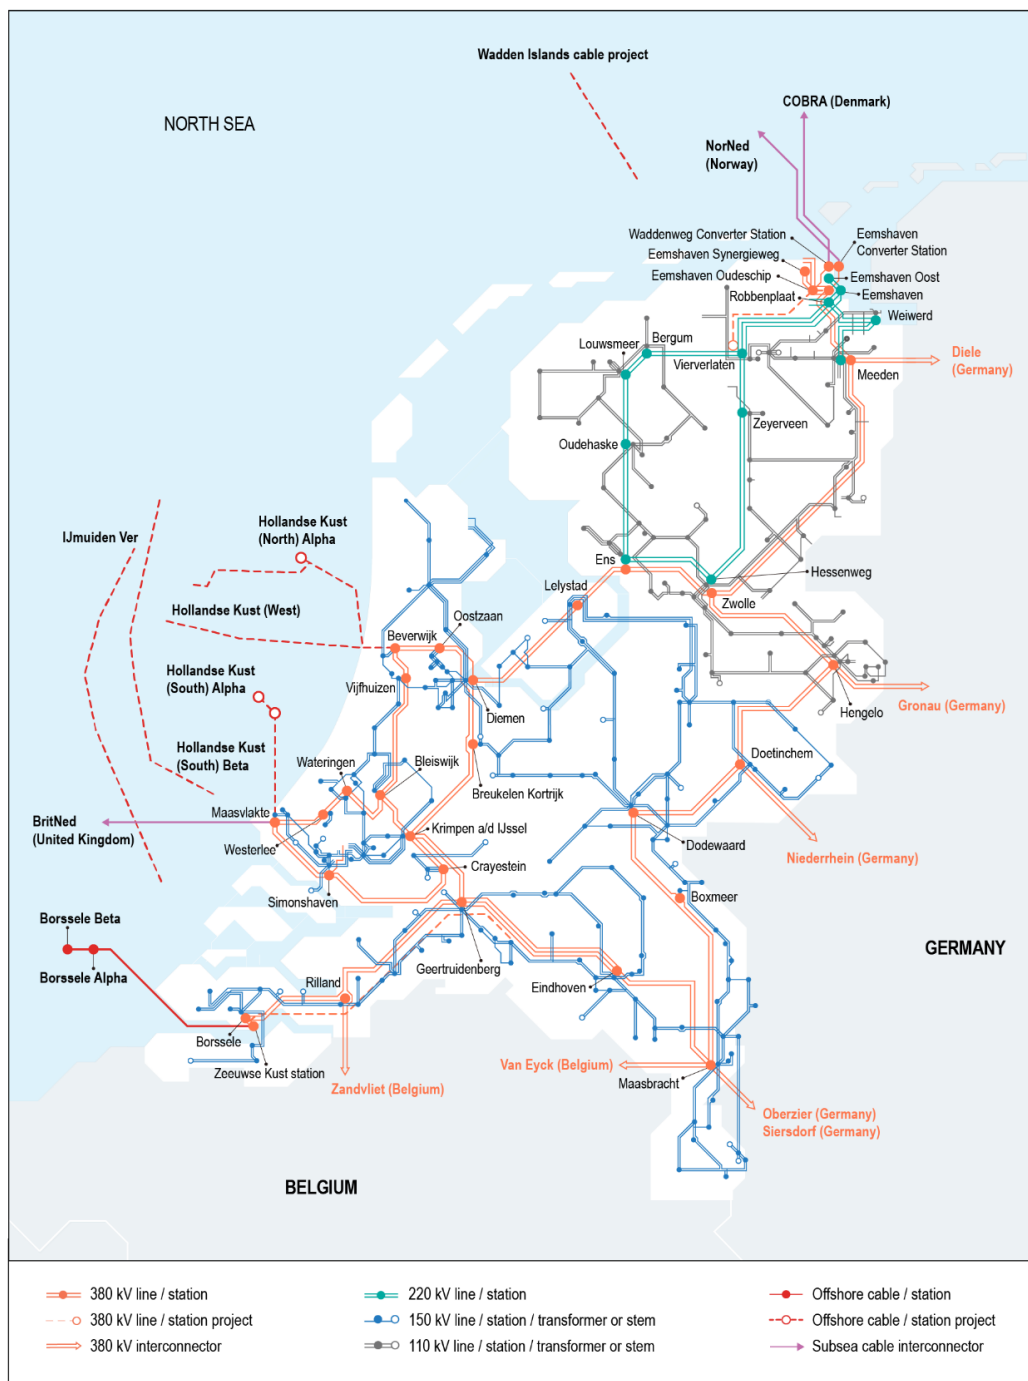 Wadden Islands cable project
NORTH SEA
COBRA (Denmark)
NorNed
(Norway)
Waddenweg Converter Station
Eemshaven
Converter Station
Eemshaven Synergieweg
Eemshaven Oudeschip
Eemshaven Oost
Robbenplaat
Eemshaven
Weiwerd
Bergum
Louwsmeer
Vierverlaten
Meeden
Diele
(Germany)
Zeyerveen
Oudehaske
IJmuiden Ver
Hollandse Kust
(North) Alpha
Ens
Hessenweg
Lelystad
Zwolle
Hollandse Kust (West)
Oostzaan
Beverwijk
Hollandse Kust
(South) Alpha
Vijfhuizen
Diemen
Hengelo
Gronau (Germany)
Hollandse Kust
(South) Beta
Wateringen
Bleiswijk
Doetinchem
Breukelen Kortrijk
Maasvlakte
BritNed
(United Kingdom)
Krimpen a/d IJssel
Westerlee
Dodewaard
Niederrhein (Germany)
Crayestein
Simonshaven
Boxmeer
Borssele Beta
Borssele Alpha
GERMANY
Geertruidenberg
Rilland
Eindhoven
Borssele
Zeeuwse Kust station
Zandvliet (Belgium)
Van Eyck (Belgium)
Maasbracht
Oberzier (Germany)
Siersdorf (Germany)
BELGIUM
380 kV line / station
380 kV line / station project
380 kV interconnector
220 kV line / station
150 kV line / station / transformer or stem
110 kV line / station / transformer or stem
Offshore cable / station
Offshore cable / station project
Subsea cable interconnector